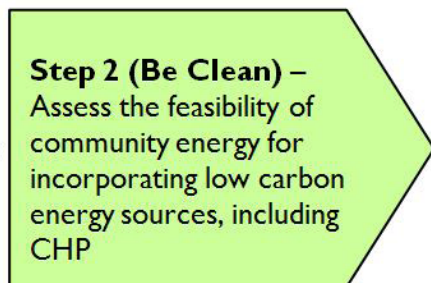 Step 2 (Be Clean) –
Assess the feasibility of
community energy for
incorporating low carbon
energy sources, including
CHP